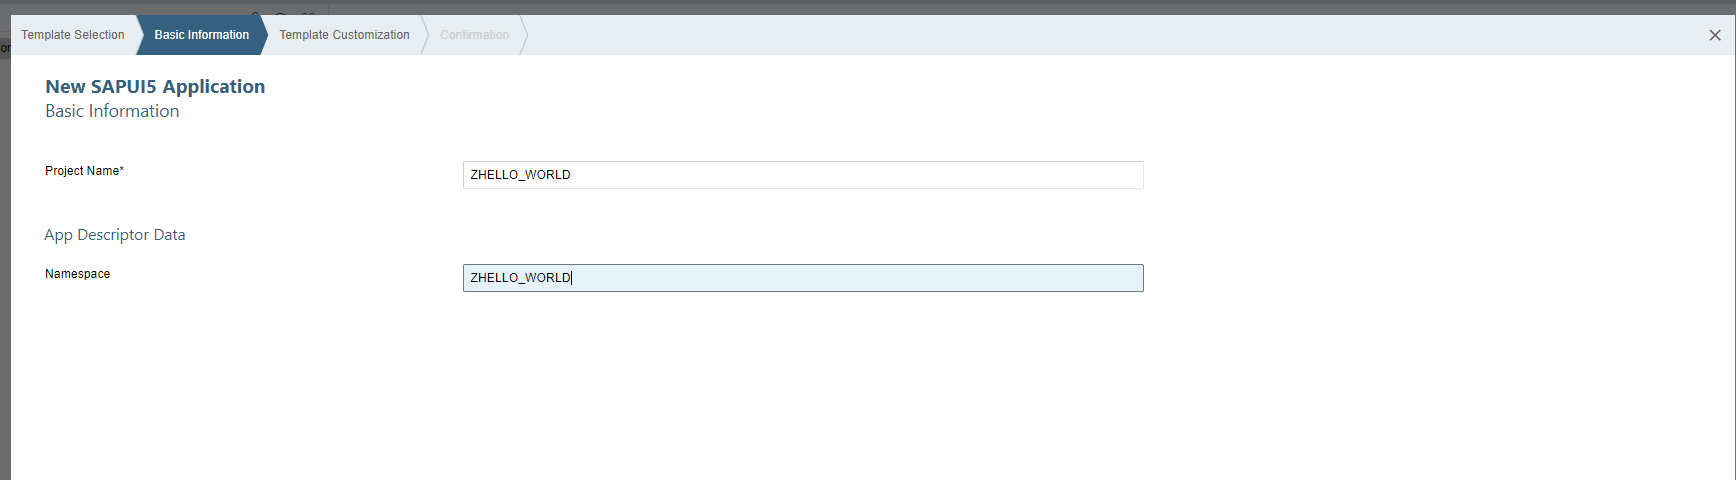 Template Selection Basic Information Template Customization Confirmation
New SAPUI5 Application
Basic Information
Project Name* ZHELLO_WORLD
App Descriptor Data
Namespace ZHELLO_WORLD